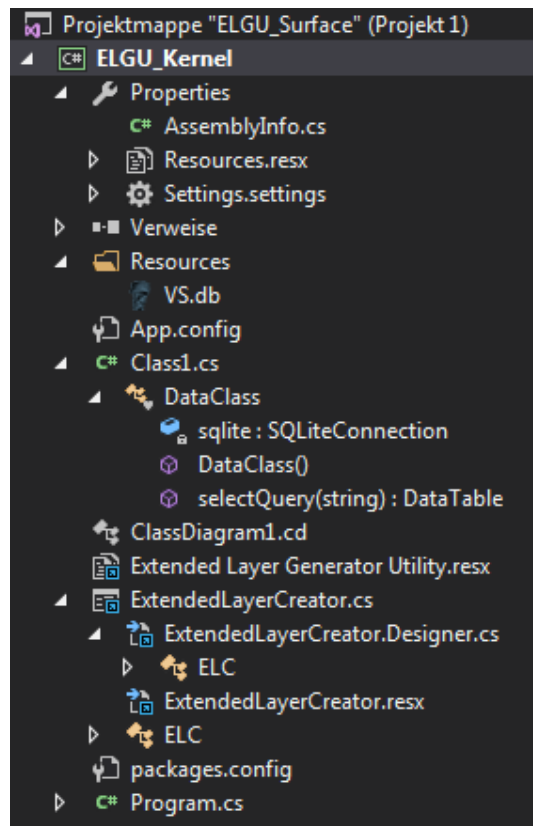 Projektmappe "ELGU_Surface" (Projekt 1)
C# ELGU_Kernel
Properties
C# AssemblyInfo.cs
Resources.resx
Settings.settings
Verweise
Resources
VS.db
App.config
C# Class1.cs
DataClass
sqlite : SQLiteConnection
DataClass()
selectQuery(string) : DataTable
ClassDiagram1.cd
Extended Layer Generator Utility.resx
ExtendedLayerCreator.cs
ExtendedLayerCreator.Designer.cs
ELC
ExtendedLayerCreator.resx
ELC
packages.config
C# Program.cs